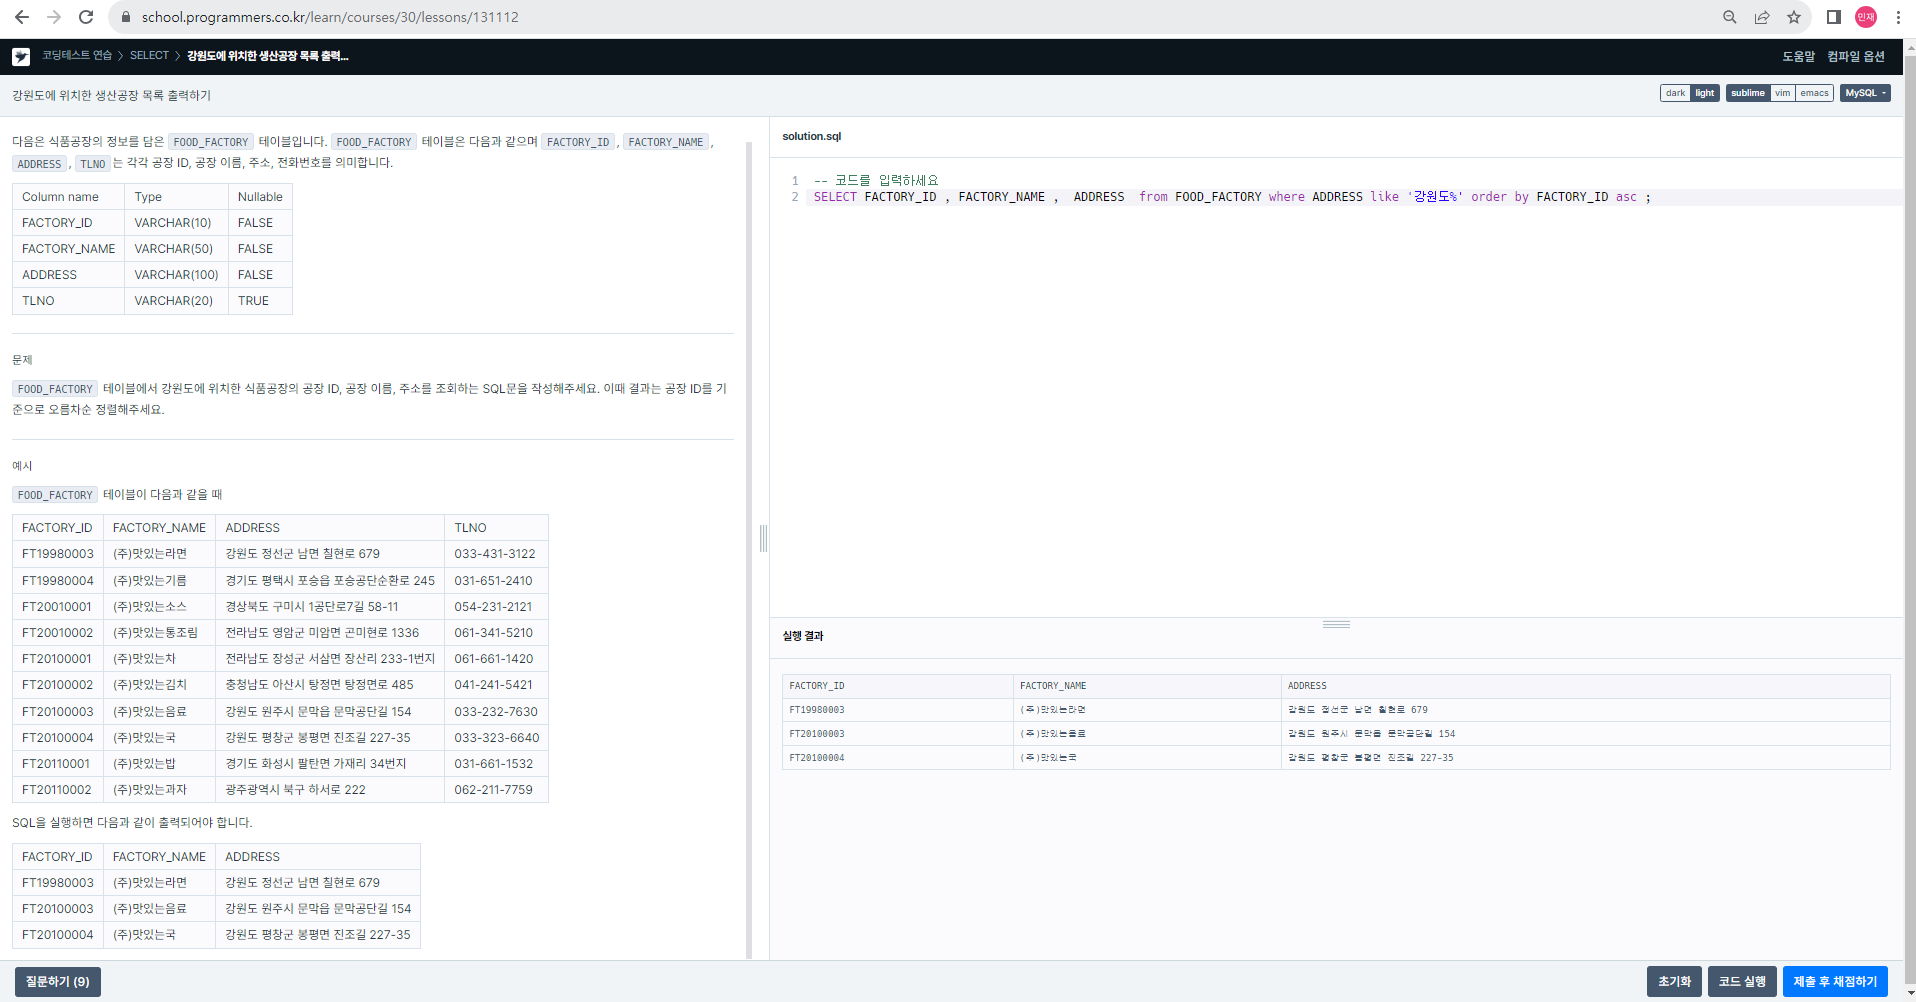 school.programmers.co.kr/learn/courses/30/lessons/131112
민재
코딩테스트 연습 > SELECT > 강원도에 위치한 생산공장 목록 출력...
도움말 컴파일 옵션
강원도에 위치한 생산공장 목록 출력하기
dark light sublime vim emacs MySQL
다음은 식품공장의 정보를 담은 FOOD_FACTORY 테이블입니다. FOOD_FACTORY 테이블은 다음과 같으며 FACTORY_ID, FACTORY_NAME,
ADDRESS, TLNO는 각각 공장 ID, 공장 이름, 주소, 전화번호를 의미합니다.
Column name Type Nullable
FACTORY_ID VARCHAR(10) FALSE
FACTORY_NAME VARCHAR(50) FALSE
ADDRESS VARCHAR(100) FALSE
TLNO VARCHAR(20) TRUE
문제
FOOD_FACTORY 테이블에서 강원도에 위치한 식품공장의 공장 ID, 공장 이름, 주소를 조회하는 SQL문을 작성해주세요. 이때 결과는 공장 ID를 기
준으로 오름차순 정렬해주세요.
예시
FOOD_FACTORY 테이블이 다음과 같을 때
FACTORY_ID FACTORY_NAME ADDRESS TLNO
FT19980003 (주)맛있는라면 강원도 정선군 남면 칠현로 679 033-431-3122
FT19980004 (주)맛있는기름 경기도 평택시 포승읍 포승공단순환로 245 031-651-2410
FT20010001 (주)맛있는소스 경상북도 구미시 1공단로7길 58-11 054-231-2121
FT20010002 (주)맛있는통조림 전라남도 영암군 미암면 곤미현로 1336 061-341-5210
FT20100001 (주)맛있는차 전라남도 장성군 서삼면 장산리 233-1번지 061-661-1420
FT20100002 (주)맛있는김치 충청남도 아산시 탕정면 탕정면로 485 041-241-5421
FT20100003 (주)맛있는음료 강원도 원주시 문막읍 문막공단길 154 033-232-7630
FT20100004 (주)맛있는국 강원도 평창군 봉평면 진조길 227-35 033-323-6640
FT20110001 (주)맛있는밥 경기도 화성시 팔탄면 가재리 34번지 031-661-1532
FT20110002 (주)맛있는과자 광주광역시 북구 하서로 222 062-211-7759
SQL을 실행하면 다음과 같이 출력되어야 합니다.
FACTORY_ID FACTORY_NAME ADDRESS
FT19980003 (주)맛있는라면 강원도 정선군 남면 칠현로 679
FT20100003 (주)맛있는음료 강원도 원주시 문막읍 문막공단길 154
FT20100004 (주)맛있는국 강원도 평창군 봉평면 진조길 227-35
solution.sql
1 -- 코드를 입력하세요
2 SELECT FACTORY_ID , FACTORY_NAME ,  ADDRESS  from FOOD_FACTORY where ADDRESS like '강원도%' order by FACTORY_ID asc ;
실행 결과
FACTORY_ID FACTORY_NAME ADDRESS
FT19980003 (주)맛있는라면 강원도 정선군 남면 칠현로 679
FT20100003 (주)맛있는음료 강원도 원주시 문막읍 문막공단길 154
FT20100004 (주)맛있는국 강원도 평창군 봉평면 진조길 227-35
질문하기 (9) 초기화 코드 실행 제출 후 채점하기